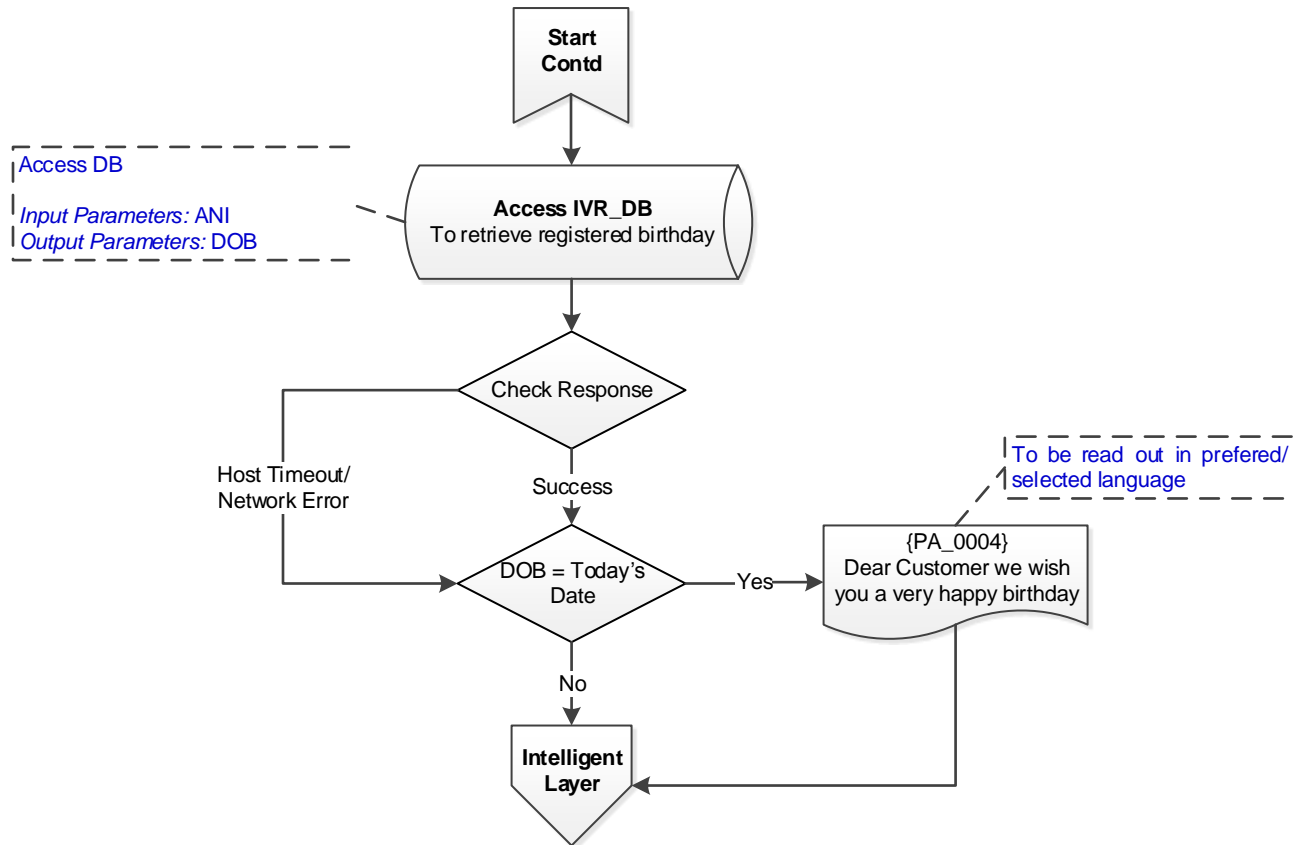 Start
Contd
Access DB
Input Parameters: ANI
Output Parameters: DOB
Access IVR_DB
To retrieve registered birthday
Check Response
Host Timeout/
Network Error
Success
To be read out in prefered/
selected language
DOB = Today's
Date
Yes
{PA_0004}
Dear Customer we wish
you a very happy birthday
No
Intelligent
Layer